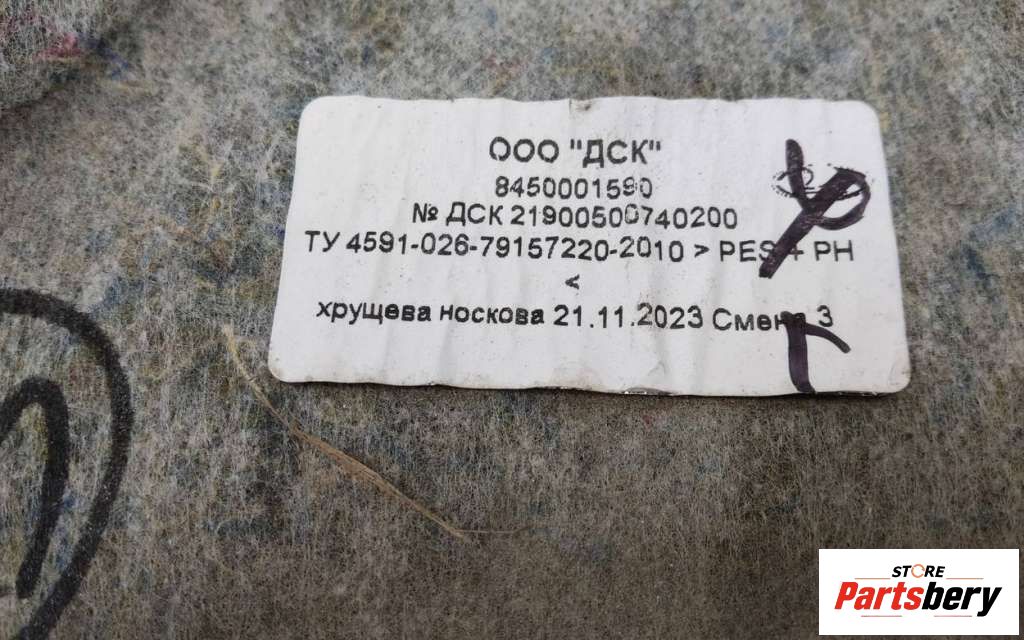 ООО "ДСК"
8450001590
№ ДСК 21900500740200
ТУ 4591-026-79157220-2010 > PES + PH
<
хрущева носкова 21.11.2023 Смена 3
STORE
Partsbery